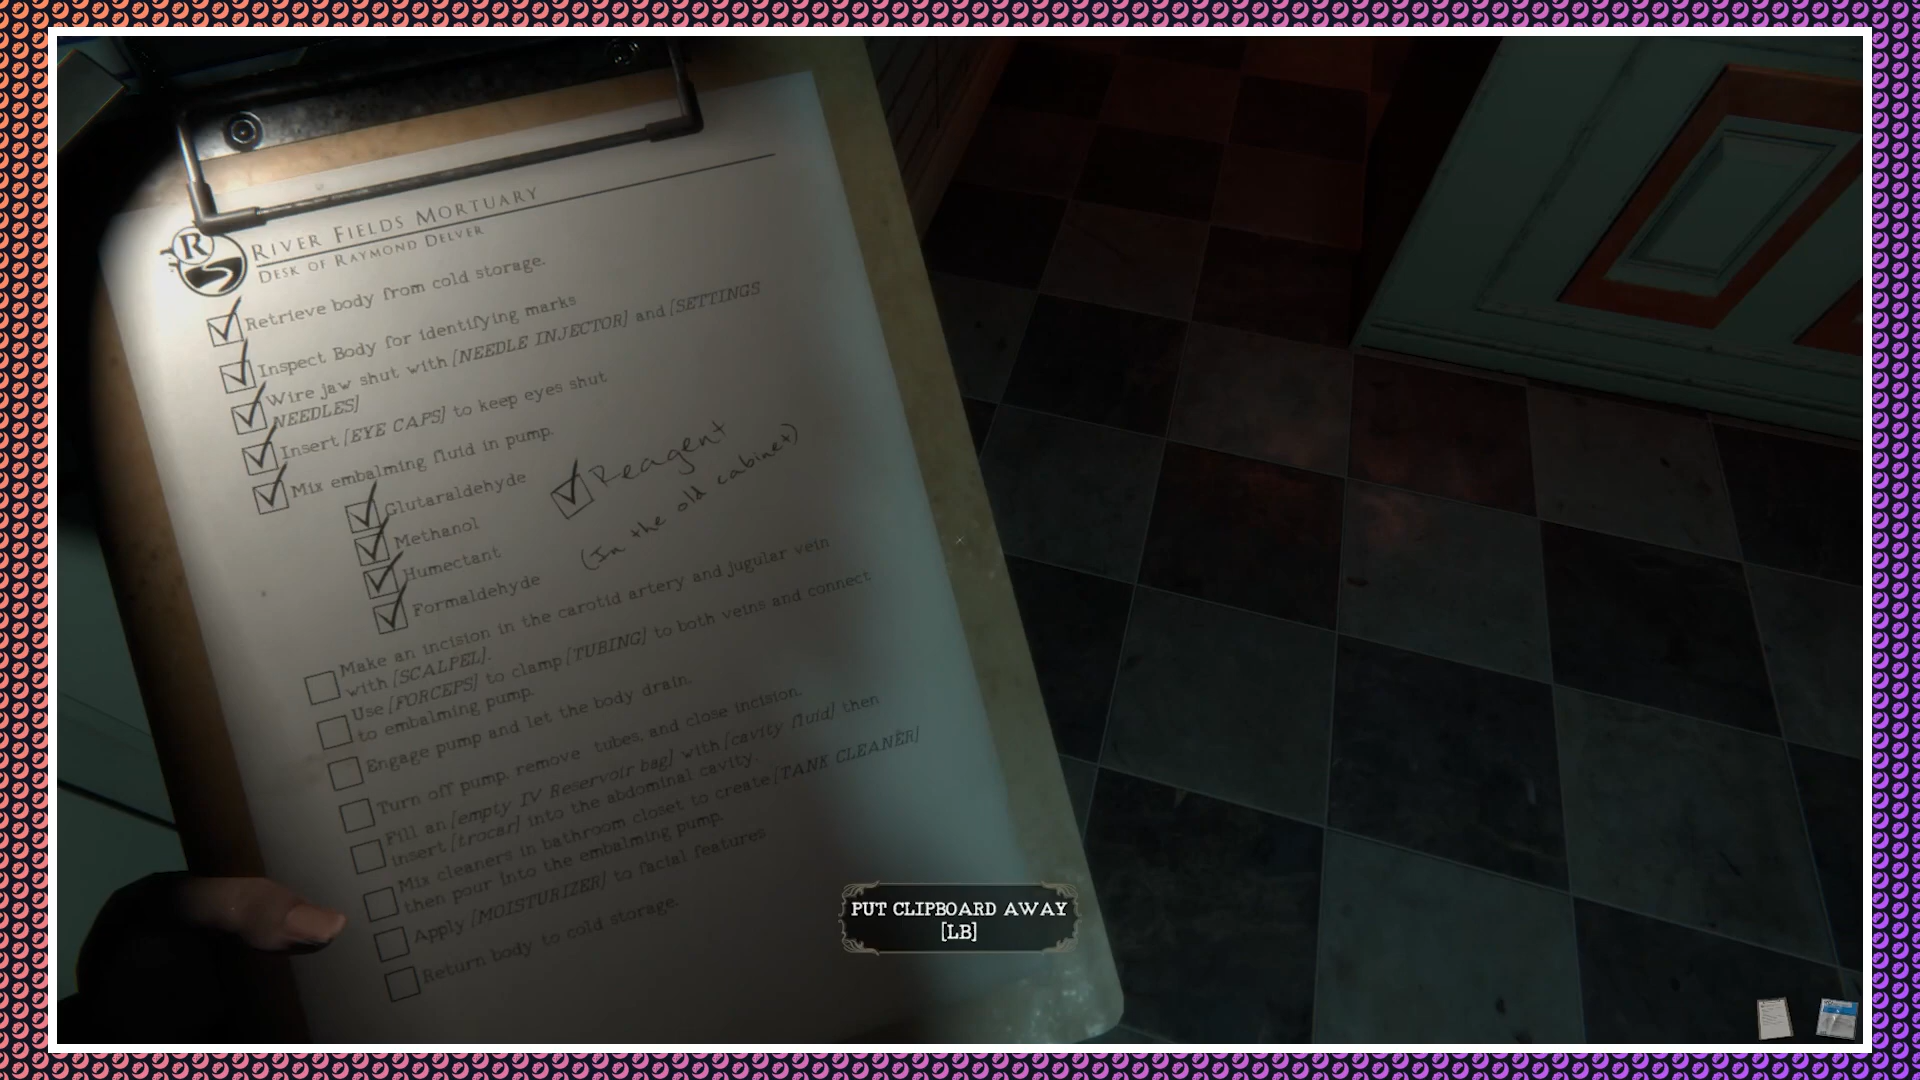 RIVER FIELDS MORTUARY
DESK OF RAYMOND DELVER
Retrieve body from cold storage.
Inspect Body for identifying marks
Wire jaw shut with [NEEDLE INJECTOR] and [SETTINGS
NEEDLES]
Insert [EYE CAPS] to keep eyes shut
Mix embalming fluid in pump.
Glutaraldehyde
Methanol
Humectant
Formaldehyde
Reagent
(In the old cabinet)
Make an incision in the carotid artery and jugular vein
with [SCALPEL].
Use [FORCEPS] to clamp [TUBING] to both veins and connect
to embalming pump.
Engage pump and let the body drain.
Turn off pump, remove tubes, and close incision.
Fill an [empty IV Reservoir bag] with [cavity fluid] then
insert [trocar] into the abdominal cavity.
Mix cleaners in bathroom closet to create [TANK CLEANER]
then pour into the embalming pump.
Apply [MOISTURIZER] to facial features
Return body to cold storage.
PUT CLIPBOARD AWAY
[LB]